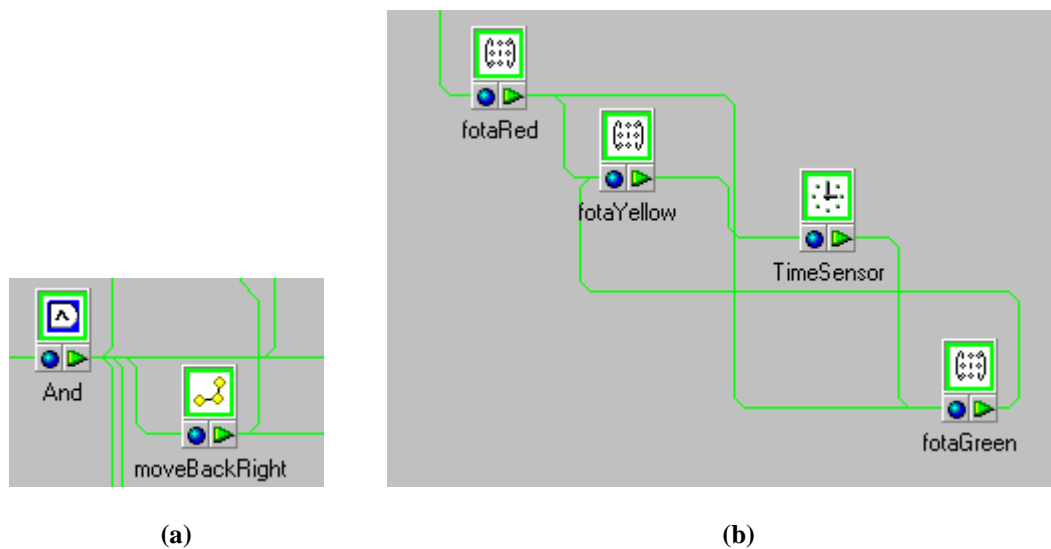 And
moveBackRight
fotaRed
fotaYellow
TimeSensor
fotaGreen
(a)
(b)